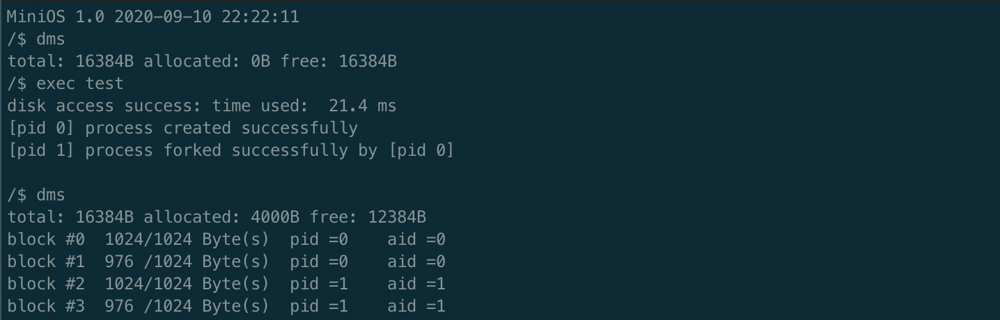 MiniOS 1.0 2020-09-10 22:22:11
/$ dms
total: 16384B allocated: 0B free: 16384B
/$ exec test
disk access success: time used:  21.4 ms
[pid 0] process created successfully
[pid 1] process forked successfully by [pid 0]
/$ dms
total: 16384B allocated: 4000B free: 12384B
block #0  1024/1024 Byte(s)  pid =0    aid =0
block #1  976 /1024 Byte(s)  pid =0    aid =0
block #2  1024/1024 Byte(s)  pid =1    aid =1
block #3  976 /1024 Byte(s)  pid =1    aid =1